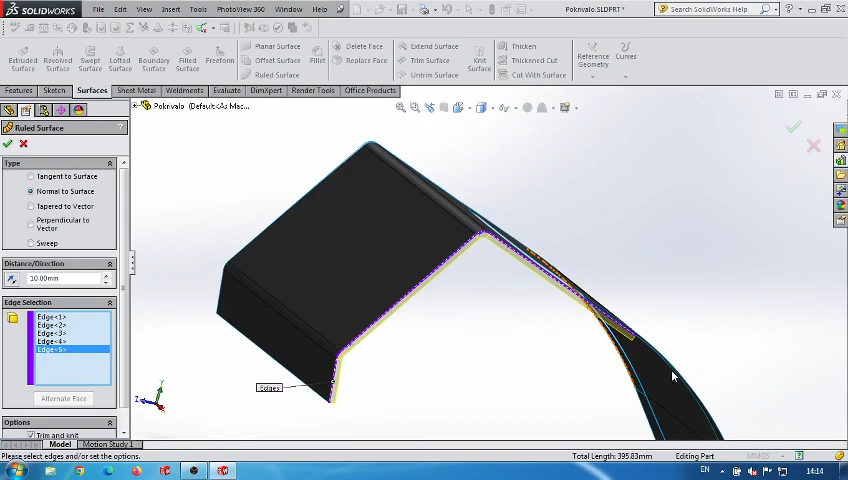 SOLIDWORKS
File Edit View Insert Tools PhotoView 360 Window Help
Pokrivalo.SLDPRT *
Search SolidWorks Help
Extruded Surface
Revolved Surface
Swept Surface
Lofted Surface
Boundary Surface
Filled Surface
Freeform
Planar Surface
Offset Surface
Ruled Surface
Fillet
Delete Face
Replace Face
Extend Surface
Trim Surface
Untrim Surface
Knit Surface
Thicken
Thickened Cut
Cut With Surface
Reference Geometry
Curves
Features Sketch Surfaces Sheet Metal Weldments Evaluate DimXpert Render Tools Office Products
Pokrivalo (Default<As Mac...
Ruled Surface ?
Type
Tangent to Surface
Normal to Surface
Tapered to Vector
Perpendicular to
Vector
Sweep
Distance/Direction
10.00mm
Edge Selection
Edge<1>
Edge<2>
Edge<3>
Edge<4>
Edge<5>
Alternate Face
Options
Trim and knit
Edges
Y
Z
Model Motion Study 1
Please select edges and/or set the options.
Total Length: 395.83mm
Editing Part
MMGS
EN
14:14